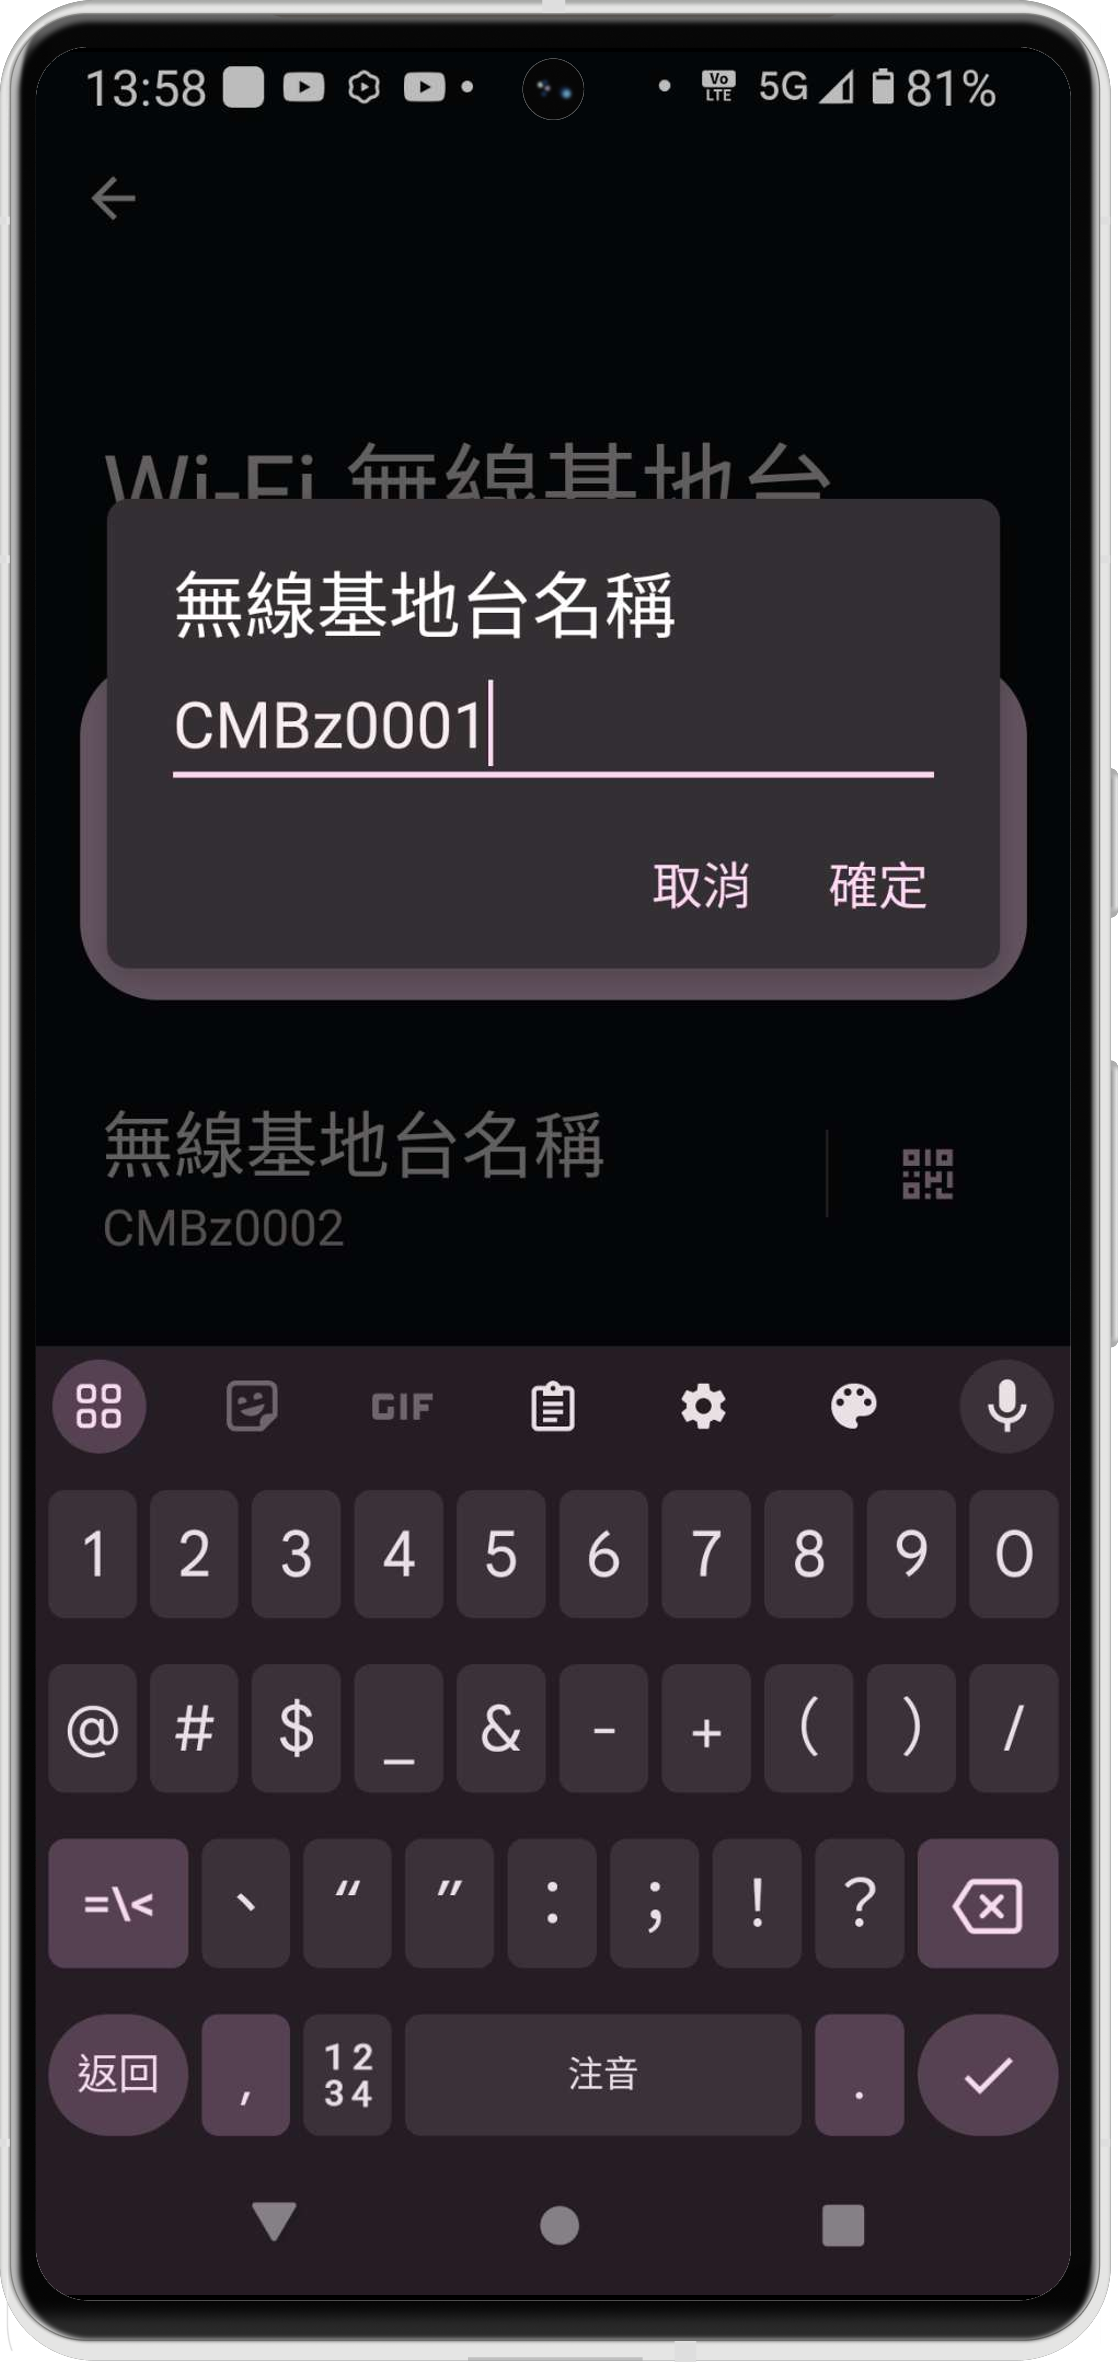 13:58
Vo
LTE
5G
81%
Wi-Fi 無線基地台
無線基地台名稱
CMBz0001
取消 確定
無線基地台名稱
CMBz0002
GIF
1 2 3 4 5 6 7 8 9 0
@ # $ _ & - + ( ) /
=\< 、 “ ” : ; ! ?
返回 , 12 注音 .
34